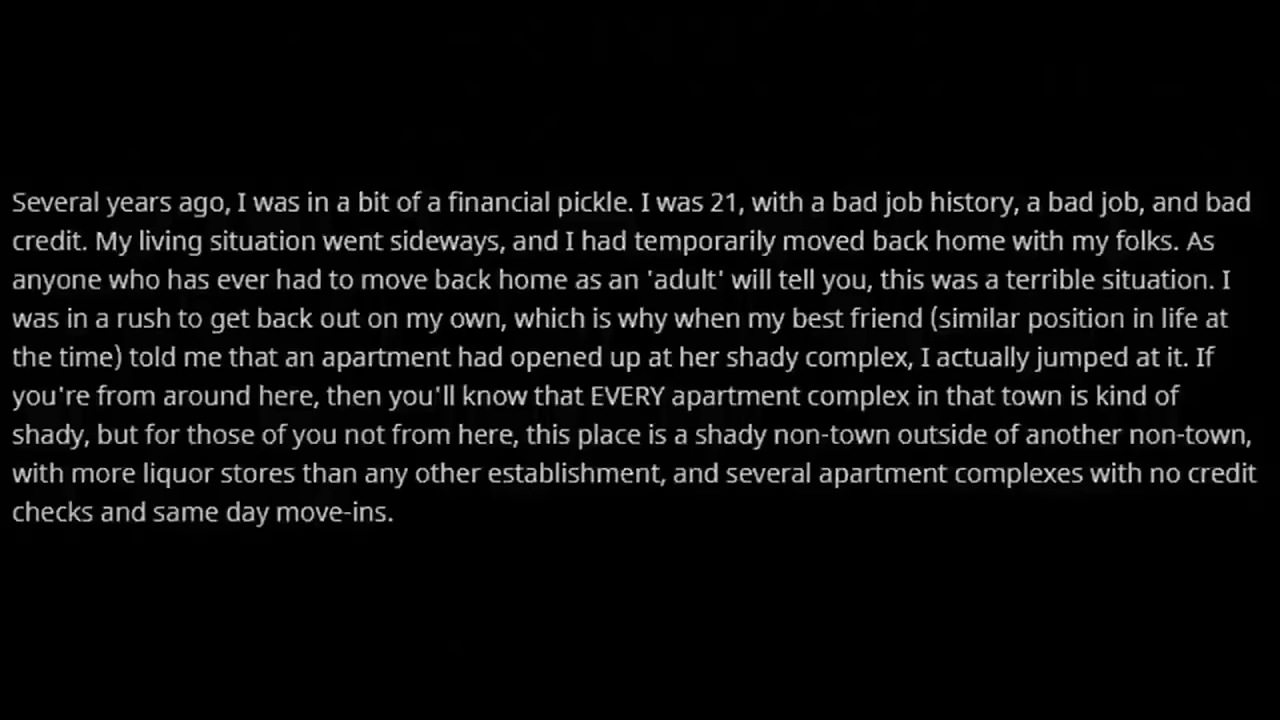 Several years ago, I was in a bit of a financial pickle. I was 21, with a bad job history, a bad job, and bad
credit. My living situation went sideways, and I had temporarily moved back home with my folks. As
anyone who has ever had to move back home as an 'adult' will tell you, this was a terrible situation. I
was in a rush to get back out on my own, which is why when my best friend (similar position in life at
the time) told me that an apartment had opened up at her shady complex, I actually jumped at it. If
you're from around here, then you'll know that EVERY apartment complex in that town is kind of
shady, but for those of you not from here, this place is a shady non-town outside of another non-town,
with more liquor stores than any other establishment, and several apartment complexes with no credit
checks and same day move-ins.